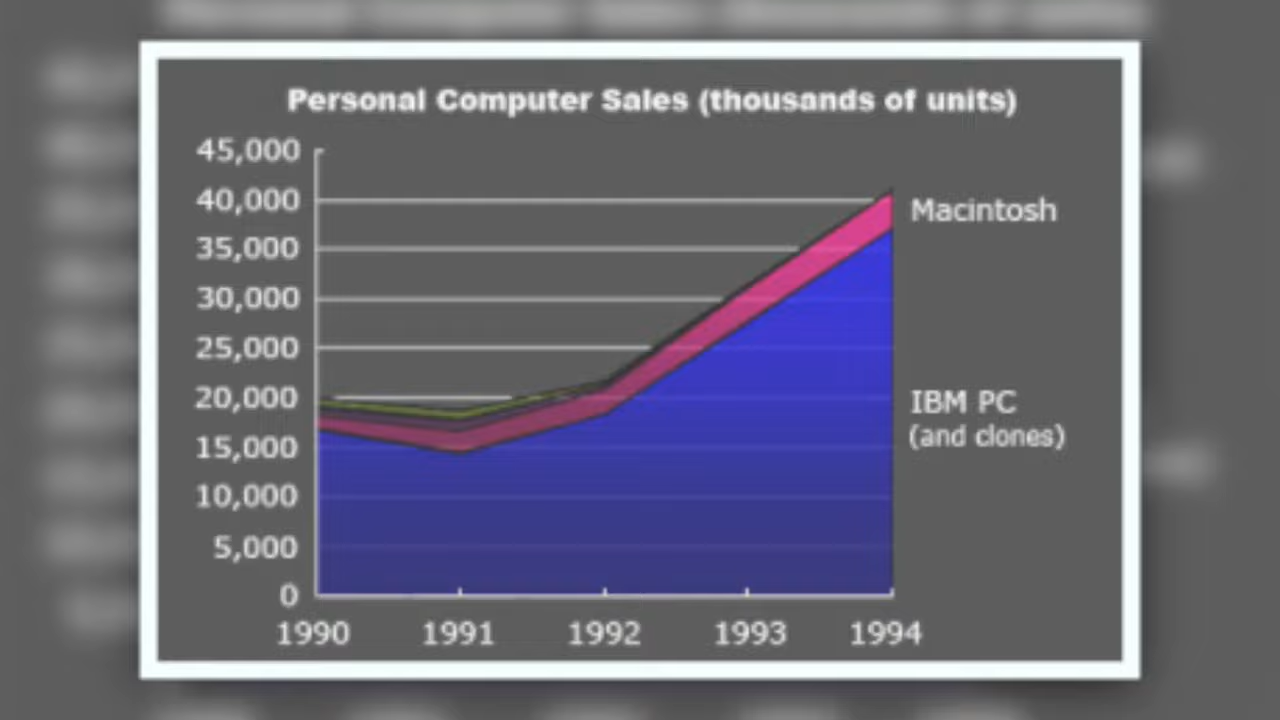 Personal Computer Sales (thousands of units)
45,000
40,000
Macintosh
35,000
30,000
25,000
20,000
IBM PC
(and clones)
15,000
10,000
5,000
0
1990 1991 1992 1993 1994